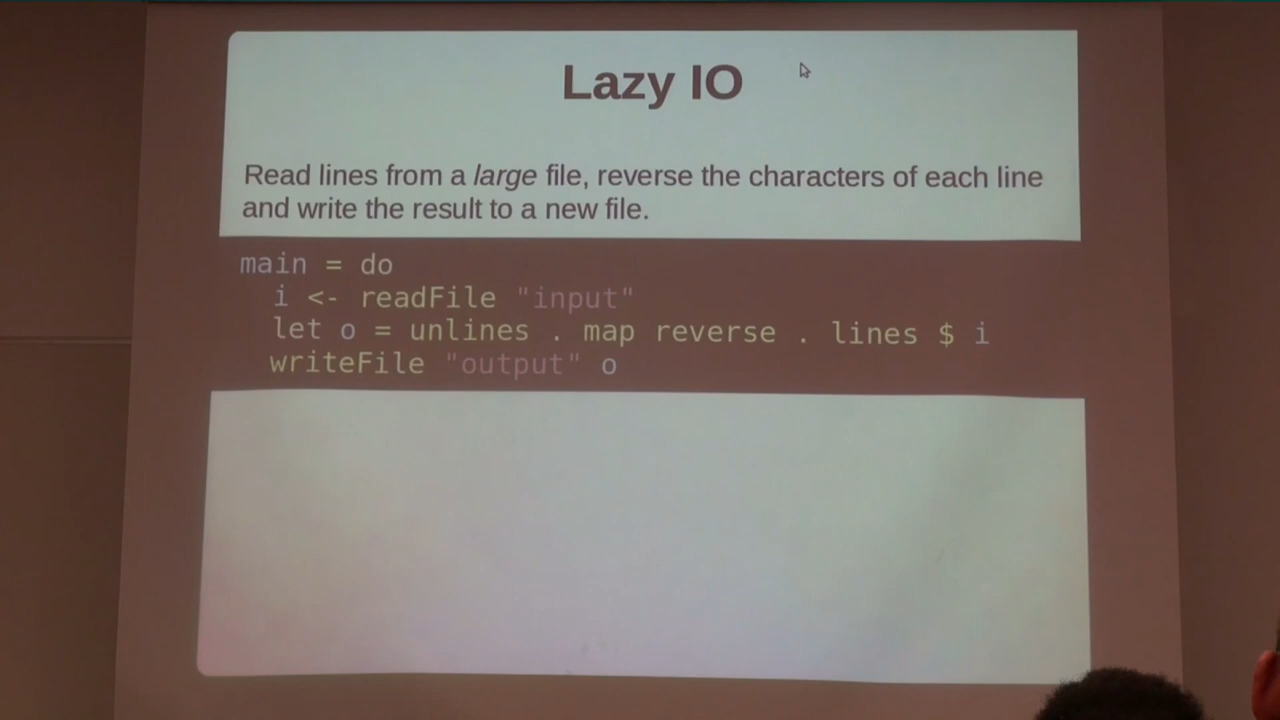 Lazy IO
Read lines from a large file, reverse the characters of each line
and write the result to a new file.
main = do
  i <- readFile "input"
  let o = unlines . map reverse . lines $ i
  writeFile "output" o